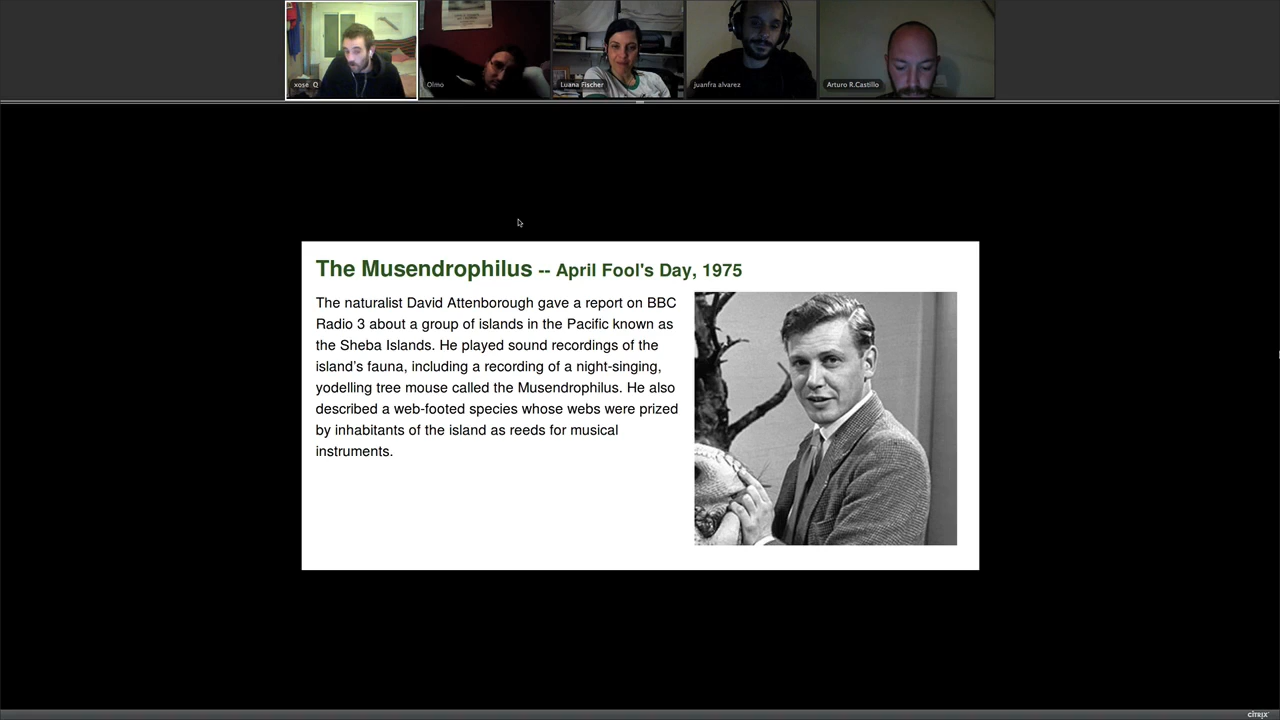 xose Q
Olmo
Luana Fischer
juanfra alvarez
Arturo R.Castillo
The Musendrophilus -- April Fool's Day, 1975
The naturalist David Attenborough gave a report on BBC
Radio 3 about a group of islands in the Pacific known as
the Sheba Islands. He played sound recordings of the
island's fauna, including a recording of a night-singing,
yodelling tree mouse called the Musendrophilus. He also
described a web-footed species whose webs were prized
by inhabitants of the island as reeds for musical
instruments.
CITRIX